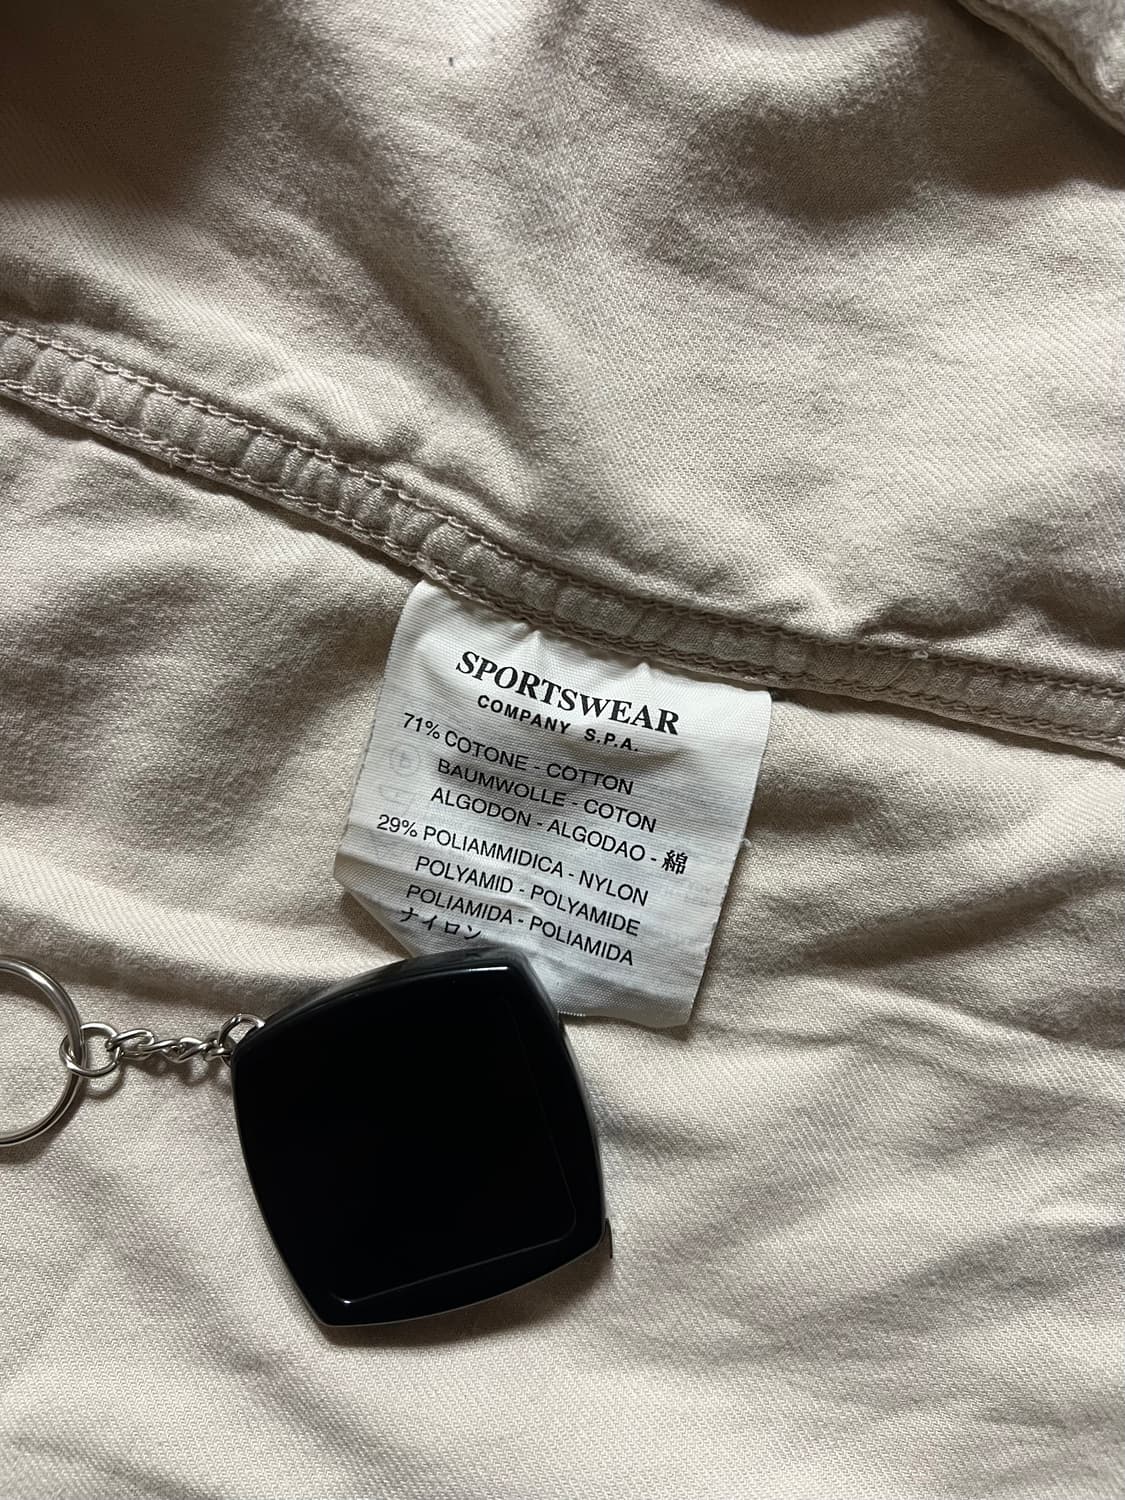 SPORTSWEAR
COMPANY S.P.A.
71% COTONE - COTTON
BAUMWOLLE - COTON
ALGODON - ALGODAO - 綿
29% POLIAMMIDICA - NYLON
POLYAMID - POLYAMIDE
POLIAMIDA - POLIAMIDA
ナイロン